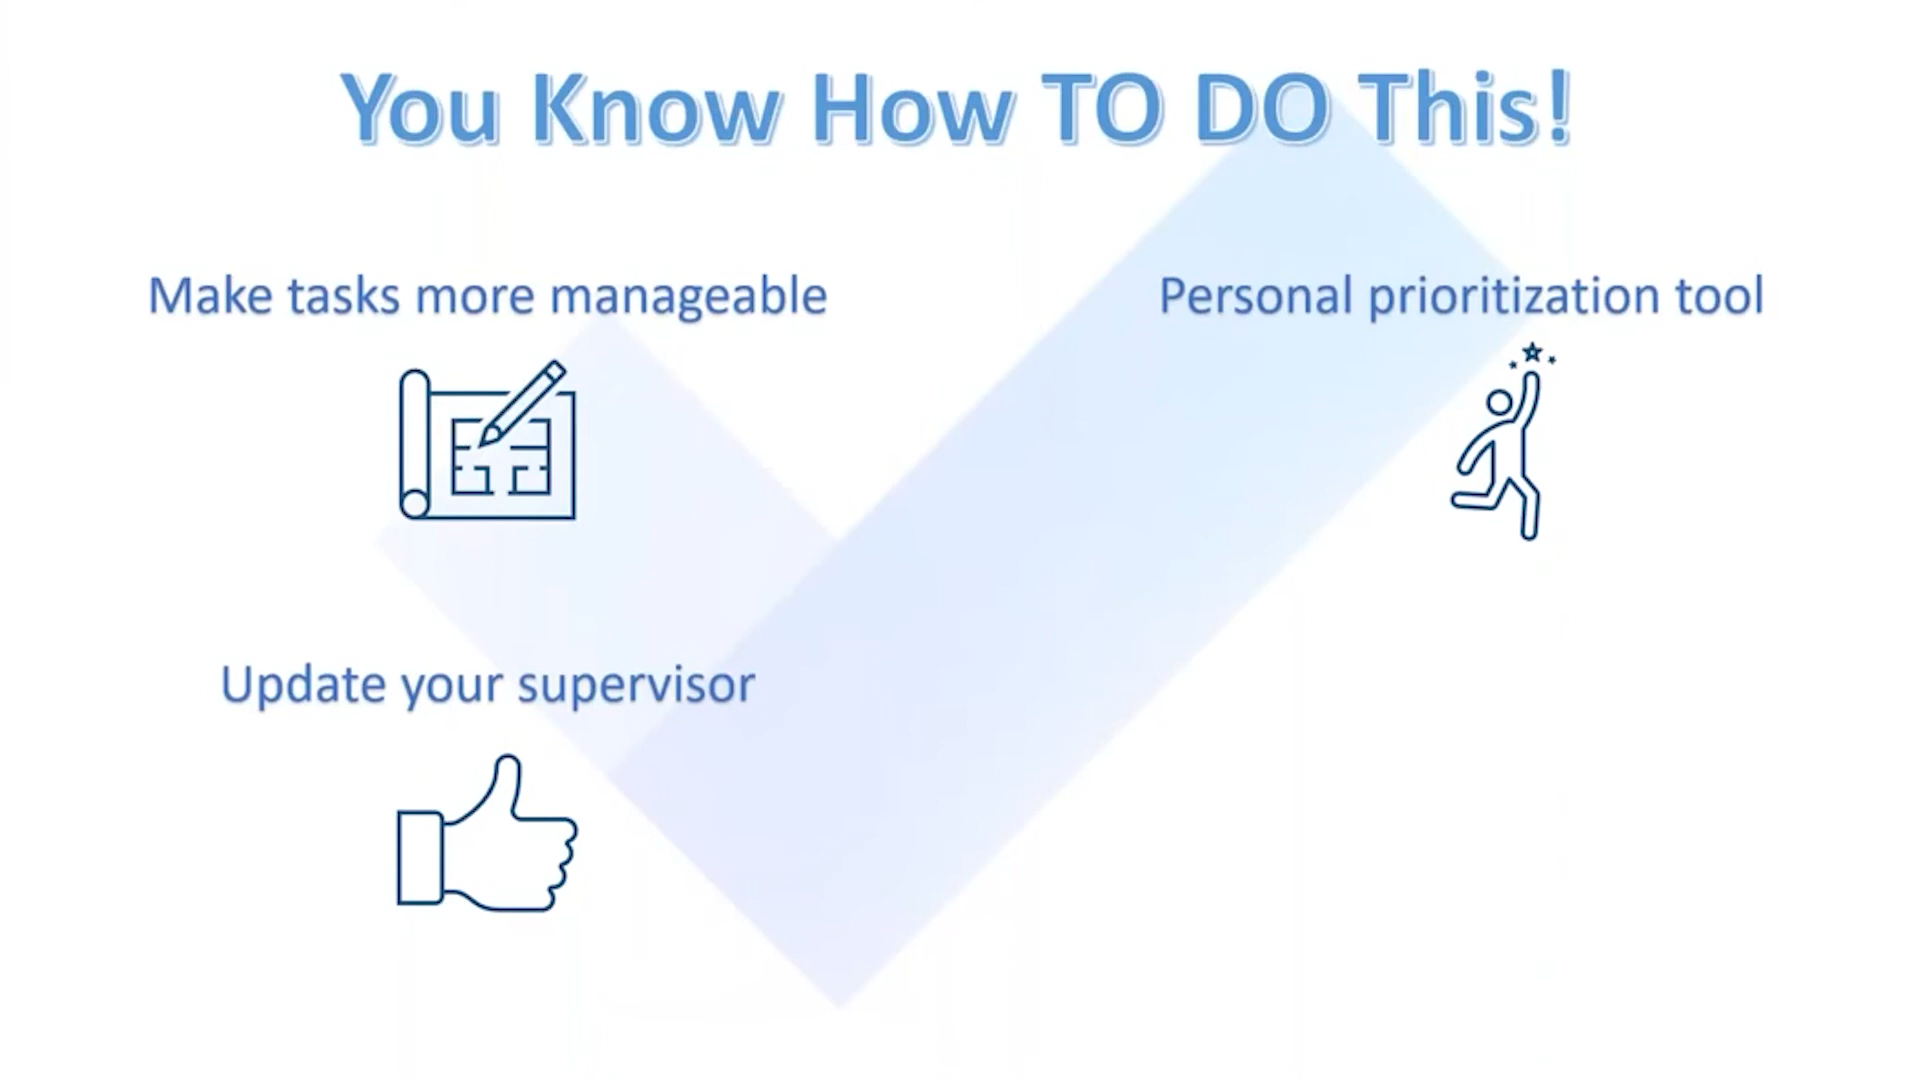 You Know How TO DO This!
Make tasks more manageable
Personal prioritization tool
Update your supervisor